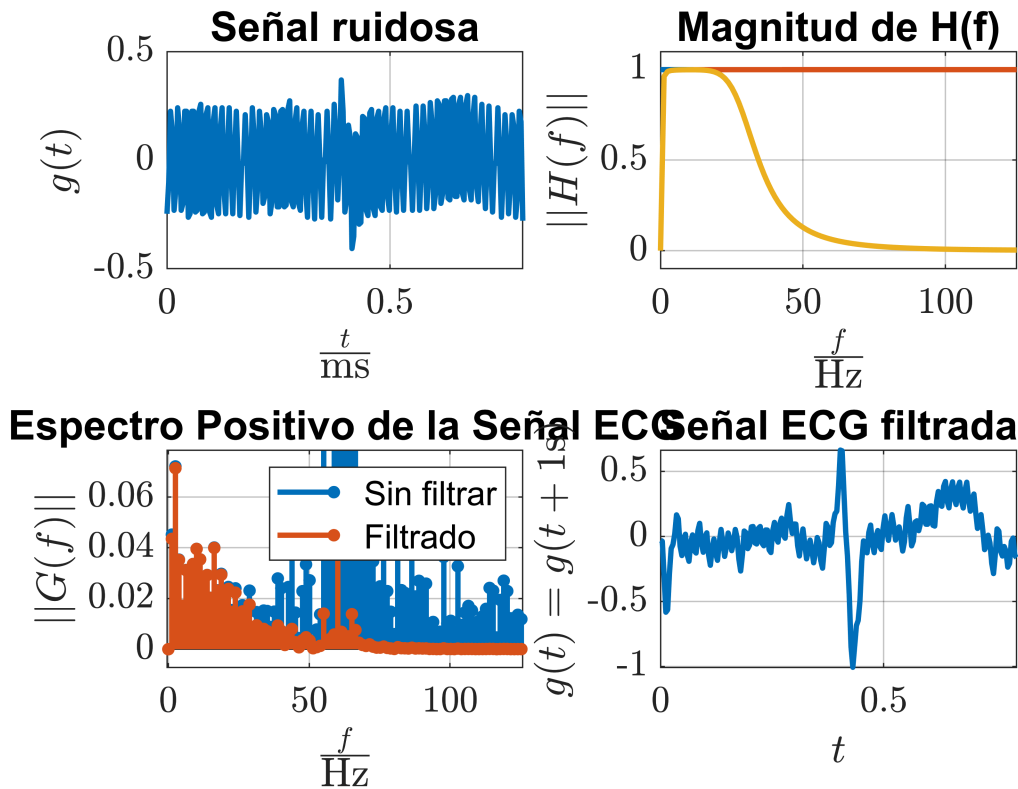 Señal ruidosa
0.5
0
-0.5
g(t)
0
0.5
t
ms
Magnitud de H(f)
1
0.5
0
||H(f)||
0
50
100
f
Hz
Espectro Positivo de la Señal ECG
0.06
0.04
0.02
0
||G(f)||
Sin filtrar
Filtrado
0
50
100
f
Hz
Señal ECG filtrada
0.5
0
-0.5
-1
g(t) = g(t + 1s)
0
0.5
t